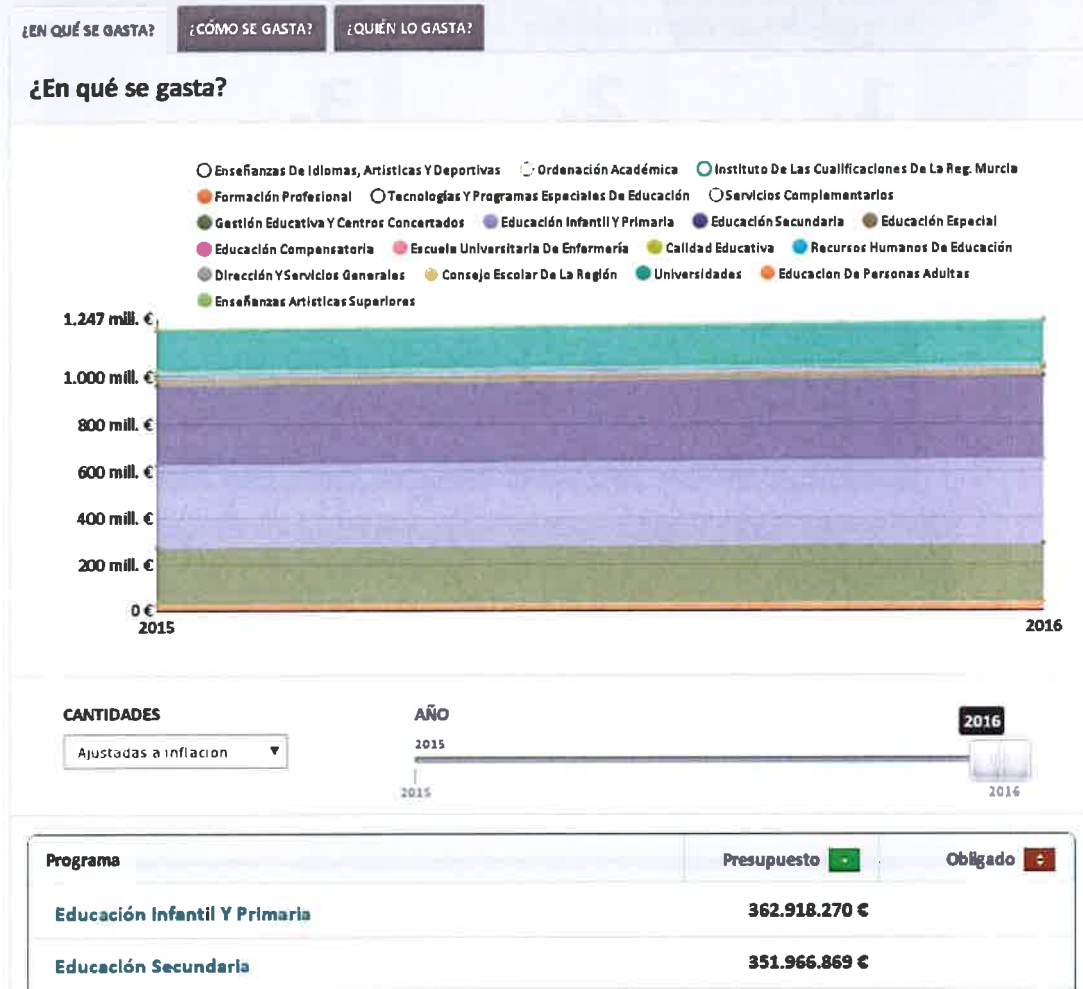 ¿EN QUÉ SE GASTA? ¿CÓMO SE GASTA? ¿QUIÉN LO GASTA?
¿En qué se gasta?
Enseñanzas De Idiomas, Artisticas Y Deportivas Ordenación Académica Instituto De Las Cualificaciones De La Reg. Murcia
Formación Profesional Tecnologías Y Programas Especiales De Educación Servicios Complementarios
Gestión Educativa Y Centros Concertados Educación Infantil Y Primaria Educación Secundaria Educación Especial
Educación Compensatoria Escuela Universitaria De Enfermería Calidad Educativa Recursos Humanos De Educación
Dirección Y Servicios Generales Consejo Escolar De La Región Universidades Educacion De Personas Adultas
Enseñanzas Artisticas Superiores
1.247 mill. €
1.000 mill. €
800 mill. €
600 mill. €
400 mill. €
200 mill. €
0 €
2015 2016
CANTIDADES AÑO 2016
Ajustadas a inflacion 2015
2015 2016
Programa Presupuesto Obligado
Educación Infantil Y Primaria 362.918.270 €
Educación Secundaria 351.966.869 €